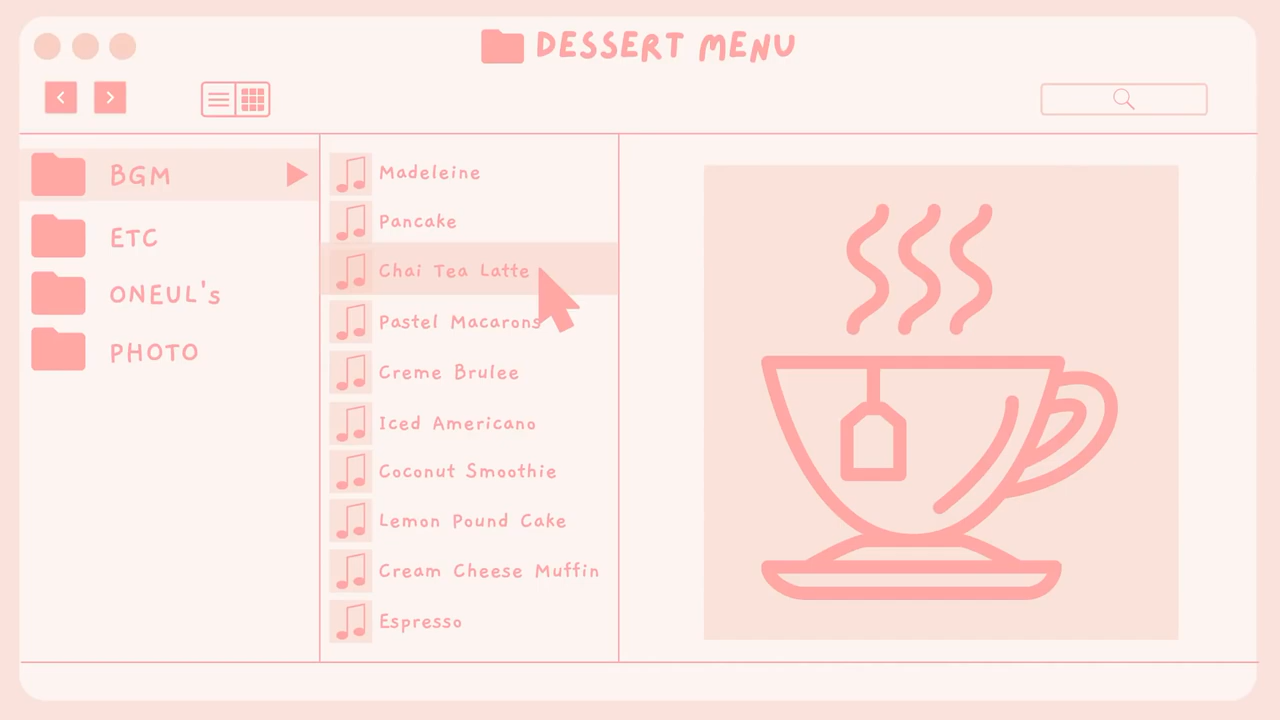 DESSERT MENU
BGM
ETC
ONEUL's
PHOTO
Madeleine
Pancake
Chai Tea Latte
Pastel Macarons
Creme Brulee
Iced Americano
Coconut Smoothie
Lemon Pound Cake
Cream Cheese Muffin
Espresso